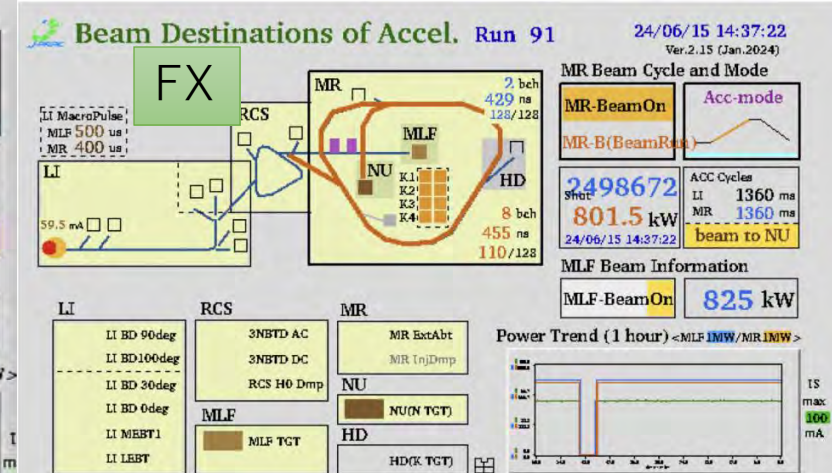 Beam Destinations of Accel. Run 91
24/06/15 14:37:22
Ver.2.15 (Jan.2024)
FX
LI MacroPulse
MLF 500 us
MR 400 us
LI
59.5 mA
RCS
MR
2 bch
429 ns
128/128
MLF
NU
HD
K1
K2
K3
K4
8 bch
455 ns
110/128
MR Beam Cycle and Mode
MR-BeamOn
MR-B(BeamRun)
Acc-mode
Shot
2498672
801.5 kW
24/06/15 14:37:22
ACC Cycles
LI 1360 ms
MR 1360 ms
beam to NU
MLF Beam Information
MLF-BeamOn
825 kW
LI
LI BD 90deg
LI BD100deg
LI BD 30deg
LI BD 0deg
LI MEBT1
LI LEBT
RCS
3NBTD AC
3NBTD DC
RCS H0 Dmp
MLF
MLF TGT
MR
MR ExtAbt
MR InjDmp
NU
NU(N TGT)
HD
HD(K TGT)
Power Trend (1 hour) <MLF 1MW/MR 1MW>
IS
max
100
mA